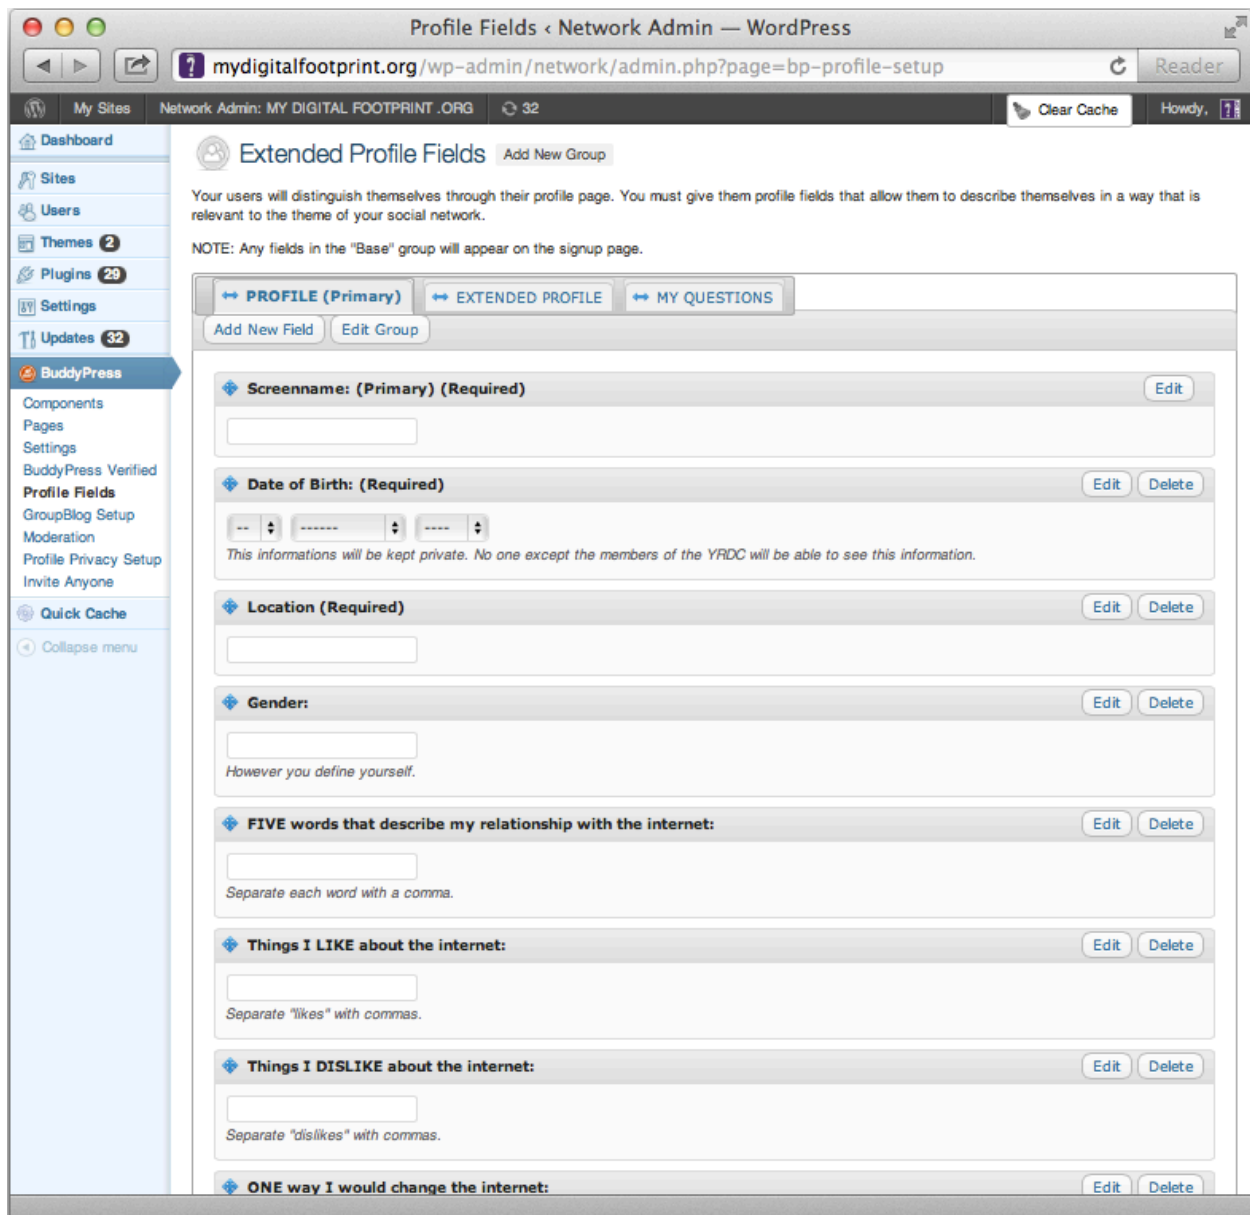 Profile Fields ‹ Network Admin — WordPress
mydigitalfootprint.org/wp-admin/network/admin.php?page=bp-profile-setup
Reader
My Sites
Network Admin: MY DIGITAL FOOTPRINT .ORG
32
Clear Cache
Howdy,
Dashboard
Sites
Users
Themes 2
Plugins 29
Settings
Updates 32
BuddyPress
Components
Pages
Settings
BuddyPress Verified
Profile Fields
GroupBlog Setup
Moderation
Profile Privacy Setup
Invite Anyone
Quick Cache
Collapse menu
Extended Profile Fields Add New Group
Your users will distinguish themselves through their profile page. You must give them profile fields that allow them to describe themselves in a way that is
relevant to the theme of your social network.
NOTE: Any fields in the "Base" group will appear on the signup page.
PROFILE (Primary) EXTENDED PROFILE MY QUESTIONS
Add New Field Edit Group
Screenname: (Primary) (Required) Edit
Date of Birth: (Required) Edit Delete
-- ------ ----
This informations will be kept private. No one except the members of the YRDC will be able to see this information.
Location (Required) Edit Delete
Gender: Edit Delete
However you define yourself.
FIVE words that describe my relationship with the internet: Edit Delete
Separate each word with a comma.
Things I LIKE about the internet: Edit Delete
Separate "likes" with commas.
Things I DISLIKE about the internet: Edit Delete
Separate "dislikes" with commas.
ONE way I would change the internet: Edit Delete